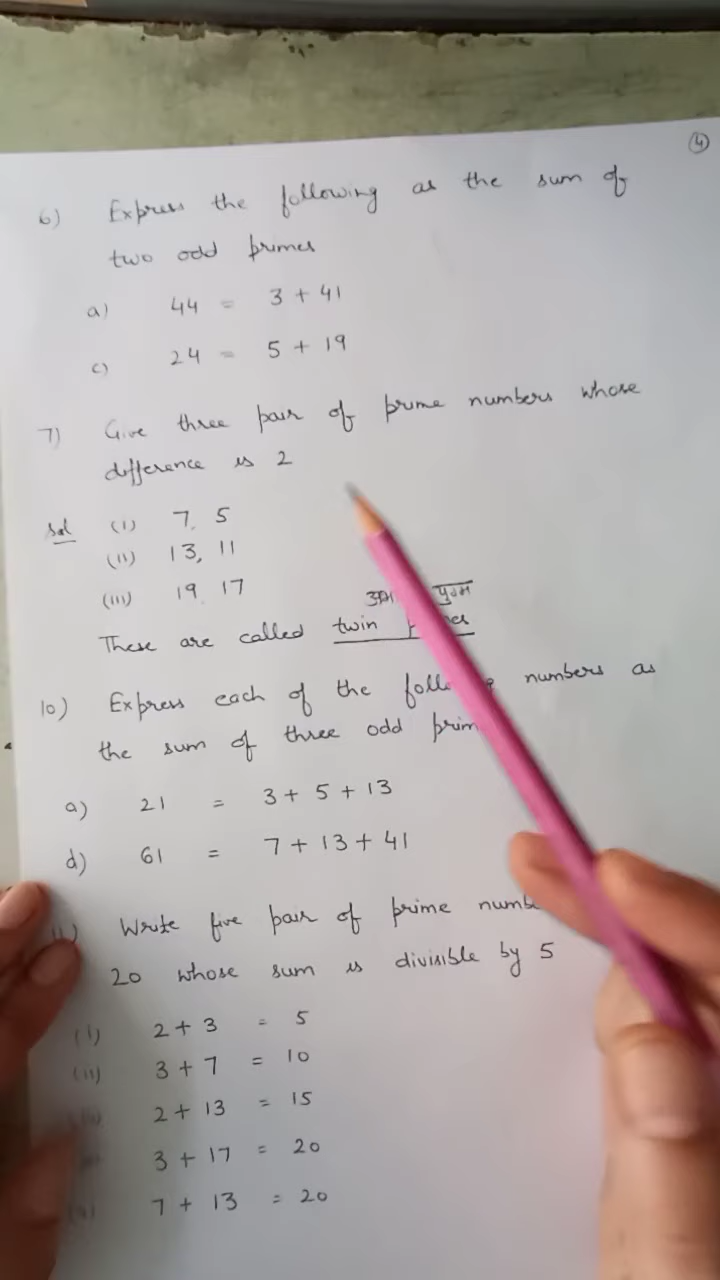 4
6) Express the following as the sum of
two odd primes
a) 44 = 3 + 41
c) 24 = 5 + 19
7) Give three pair of prime numbers whose
difference is 2
Sol (i) 7, 5
(ii) 13, 11
(iii) 19, 17
युग्म
These are called twin
10) Express each of the numbers as
the sum of three odd
a) 21 = 3 + 5 + 13
d) 61 = 7 + 13 + 41
11) Write five pair of prime
20 whose sum is divisible by 5
(i) 2 + 3 = 5
(ii) 3 + 7 = 10
2 + 13 = 15
3 + 17 = 20
7 + 13 = 20